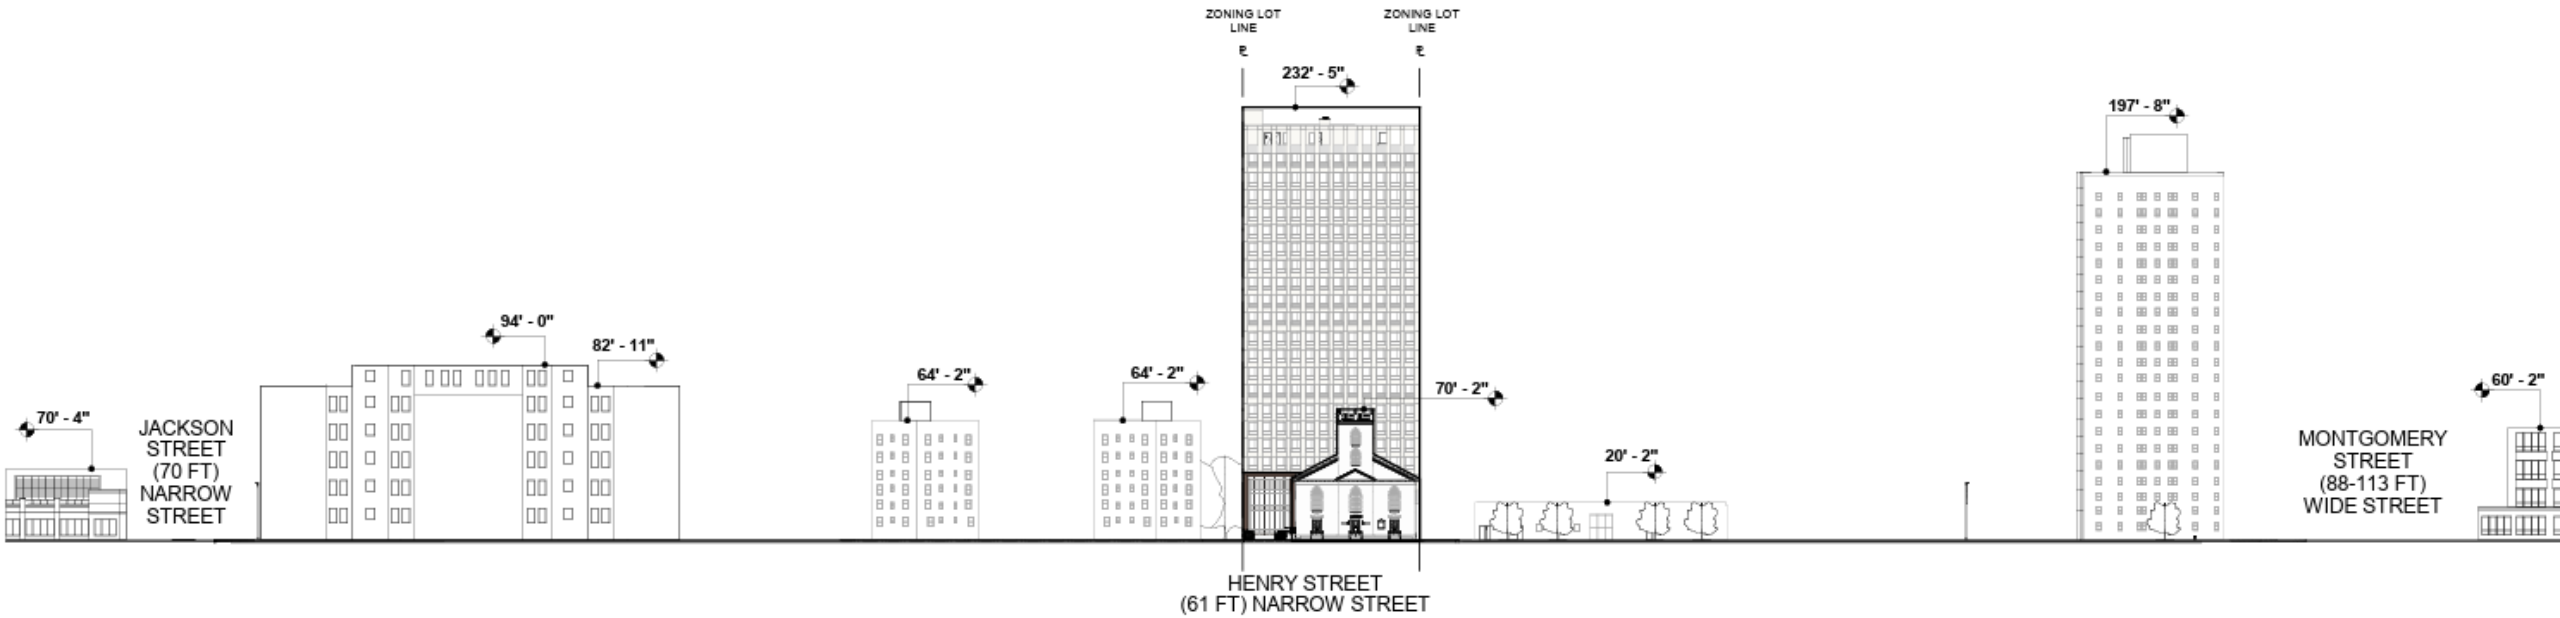 ZONING LOT
LINE
ZONING LOT
LINE
232' - 5"
197' - 8"
94' - 0"
82' - 11"
64' - 2"
64' - 2"
70' - 2"
60' - 2"
70' - 4"
JACKSON
STREET
(70 FT)
NARROW
STREET
20' - 2"
MONTGOMERY
STREET
(88-113 FT)
WIDE STREET
HENRY STREET
(61 FT) NARROW STREET